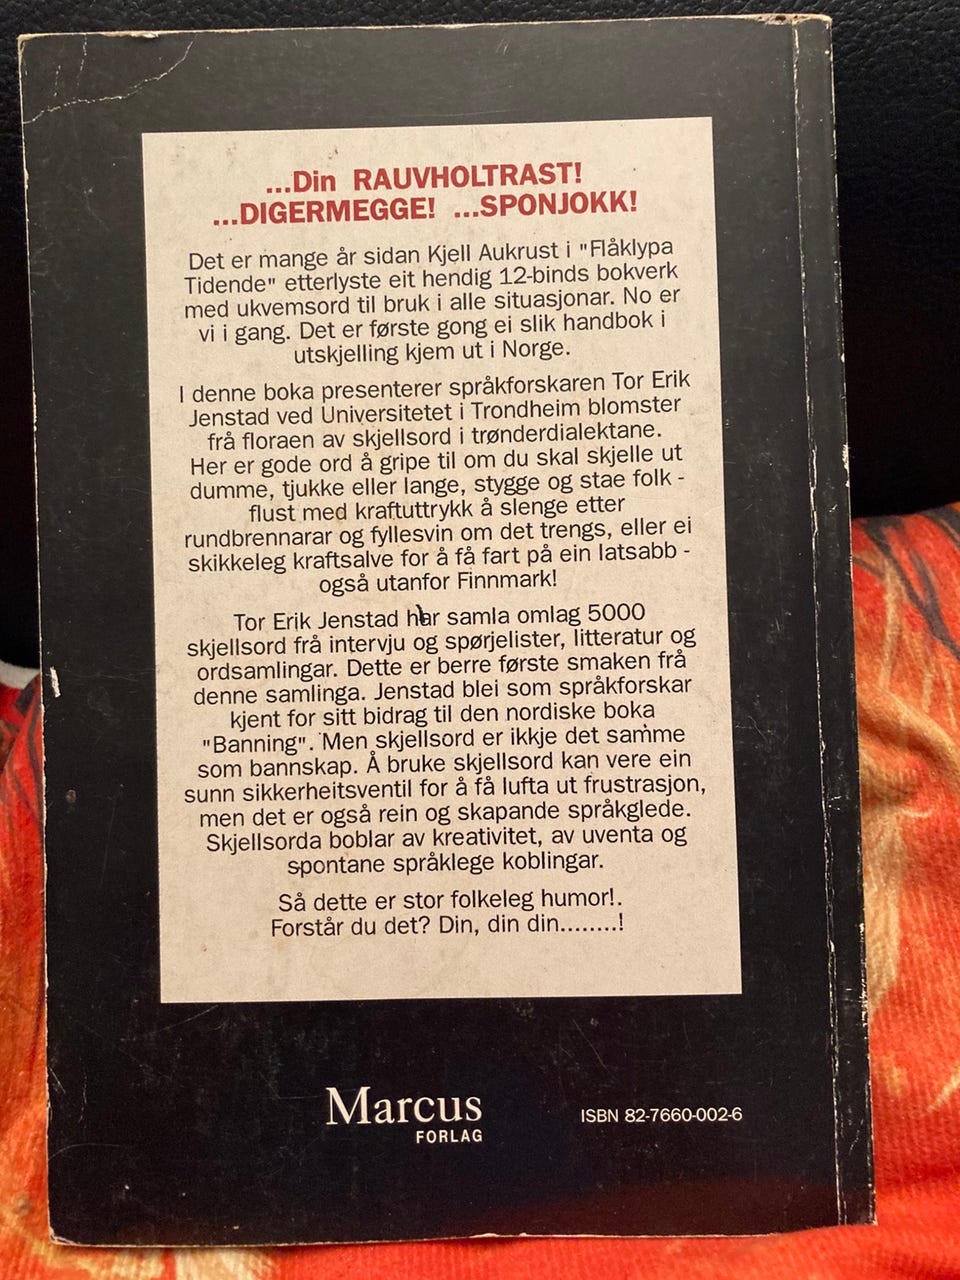 ...Din RAUVHOLTRAST!
...DIGERMEGGE! ...SPONJOKK!
Det er mange år sidan Kjell Aukrust i "Flåklypa
Tidende" etterlyste eit hendig 12-binds bokverk
med ukvemsord til bruk i alle situasjonar. No er
vi i gang. Det er første gong ei slik handbok i
utskjelling kjem ut i Norge.
I denne boka presenterer språkforskaren Tor Erik
Jenstad ved Universitetet i Trondheim blomster
frå floraen av skjellsord i trønderdialektane.
Her er gode ord å gripe til om du skal skjelle ut
dumme, tjukke eller lange, stygge og stae folk -
flust med kraftuttrykk å slenge etter
rundbrennarar og fyllesvin om det trengs, eller ei
skikkeleg kraftsalve for å få fart på ein latsabb -
også utanfor Finnmark!
Tor Erik Jenstad har samla omlag 5000
skjellsord frå intervju og spørjelister, litteratur og
ordsamlingar. Dette er berre første smaken frå
denne samlinga. Jenstad blei som språkforskar
kjent for sitt bidrag til den nordiske boka
"Banning". Men skjellsord er ikkje det samme
som bannskap. Å bruke skjellsord kan vere ein
sunn sikkerheitsventil for å få lufta ut frustrasjon,
men det er også rein og skapande språkglede.
Skjellsorda boblar av kreativitet, av uventa og
spontane språklege koblingar.
Så dette er stor folkeleg humor!.
Forstår du det? Din, din din........!
Marcus
FORLAG
ISBN 82-7660-002-6